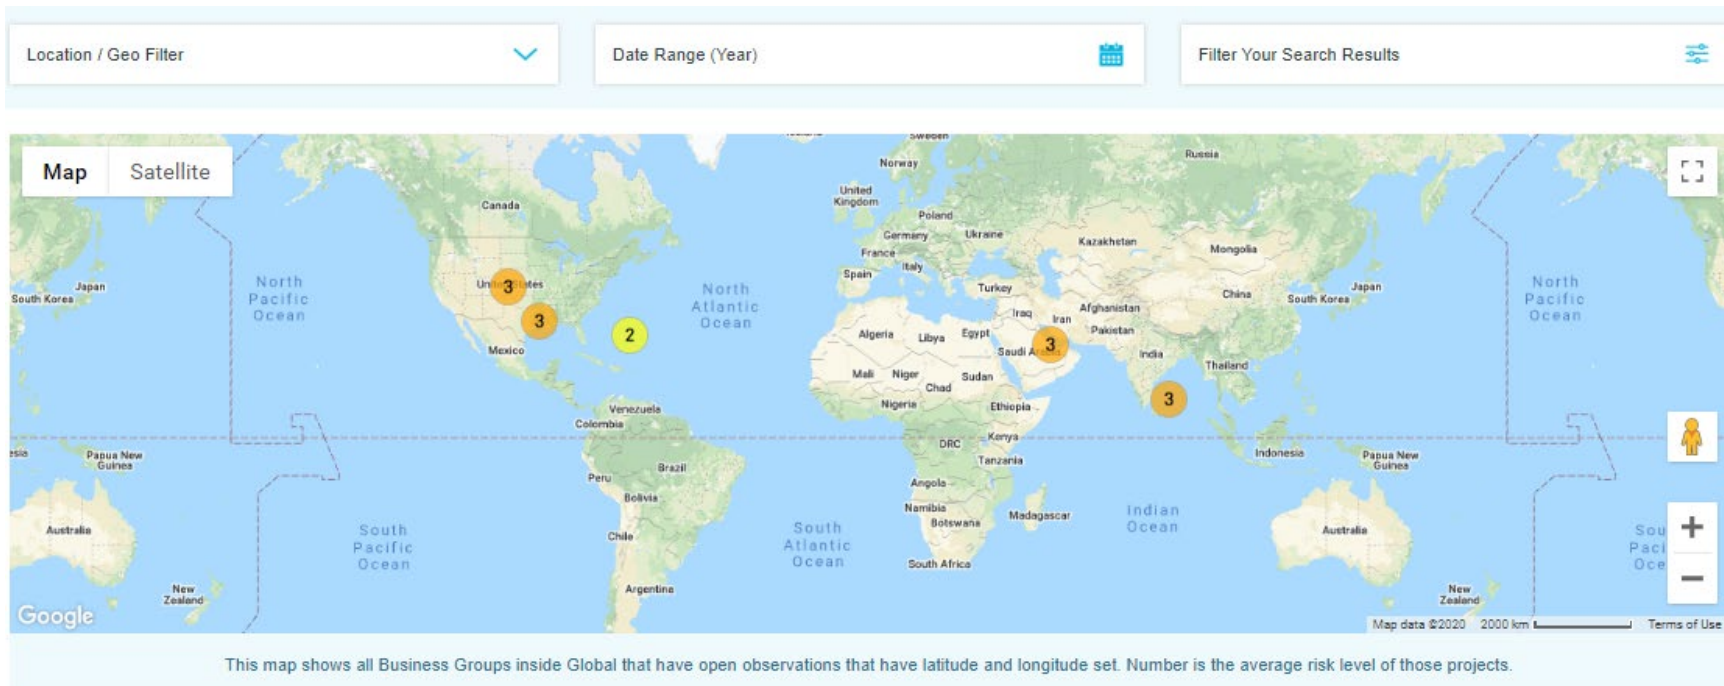 Location / Geo Filter
Date Range (Year)
Filter Your Search Results
Map
Satellite
Sweden
Norway
Russia
United
Kingdom
Canada
Poland
Germany
Ukraine
France
Kazakhstan
Mongolia
Italy
Spain
Turkey
China
Japan
South Korea
Japan
South Korea
North
Pacific
Ocean
North
Atlantic
Ocean
North
Pacific
Ocean
3
3
2
3
3
Afghanistan
Iraq
Iran
Pakistan
Algeria
Libya
Egypt
Saudi
India
Thailand
Mexico
Mali
Niger
Chad
Sudan
Nigeria
Ethiopia
Venezuela
Colombia
DRC
Kenya
Tanzania
Indonesia
Papua New
Guinea
Papua New
Guinea
esia
Brazil
Peru
Bolivia
Angola
Namibia
Botswana
Madagascar
Indian
Ocean
Australia
Australia
South
Pacific
Ocean
Chile
South
Atlantic
Ocean
South Africa
Sou
Paci
Oce
Argentina
New
Zealand
New
Zealand
Google
Map data ©2020
2000 km
Terms of Use
This map shows all Business Groups inside Global that have open observations that have latitude and longitude set. Number is the average risk level of those projects.